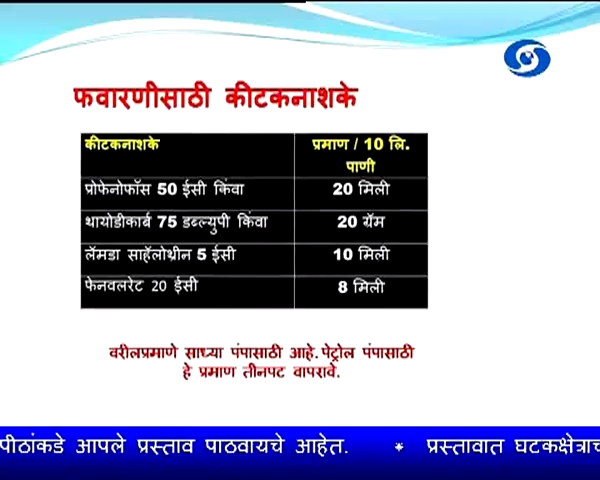 फवारणीसाठी कीटकनाशके
कीटकनाशके प्रमाण / 10 लि.
पाणी
प्रोफेनोफॉस 50 ईसी किंवा 20 मिली
थायोडीकार्ब 75 डब्ल्युपी किंवा 20 ग्रॅम
लॅमडा साहॅलोथ्रीन 5 ईसी 10 मिली
फेनवलरेट 20 ईसी 8 मिली
वरीलप्रमाणे साध्या पंपासाठी आहे.पेट्रोल पंपासाठी
हे प्रमाण तीनपट वापरावे.
पीठांकडे आपले प्रस्ताव पाठवायचे आहेत. * प्रस्तावात घटकक्षेत्राच